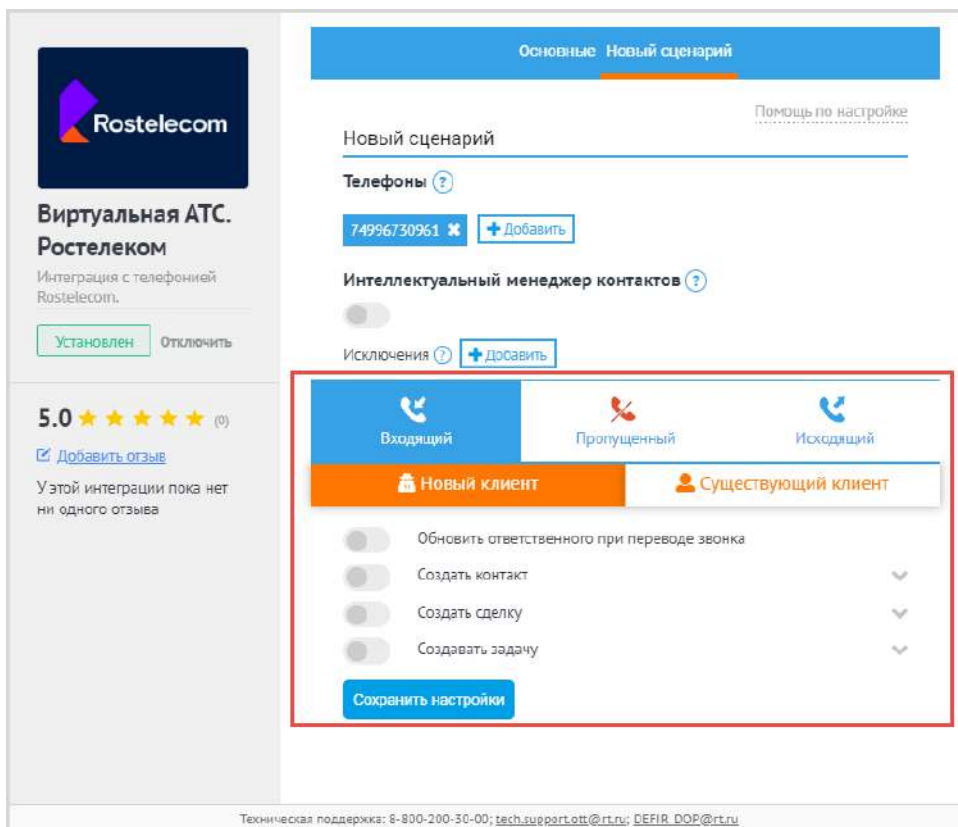 Основные Новый сценарий
Rostelecom
Виртуальная АТС.
Ростелеком
Интеграция с телефонией
Rostelecom.
Установлен Отключить
5.0 (0)
Добавить отзыв
У этой интеграции пока нет
ни одного отзыва
Помощь по настройке
Новый сценарий
Телефоны ?
74996730961 ✖ + Добавить
Интеллектуальный менеджер контактов ?
Исключения ? + Добавить
Входящий Пропущенный Исходящий
Новый клиент Существующий клиент
Обновить ответственного при переводе звонка
Создать контакт
Создать сделку
Создавать задачу
Сохранить настройки
Техническая поддержка: 8-800-200-30-00; tech.support.ott@rt.ru; DEFIR_DOP@rt.ru